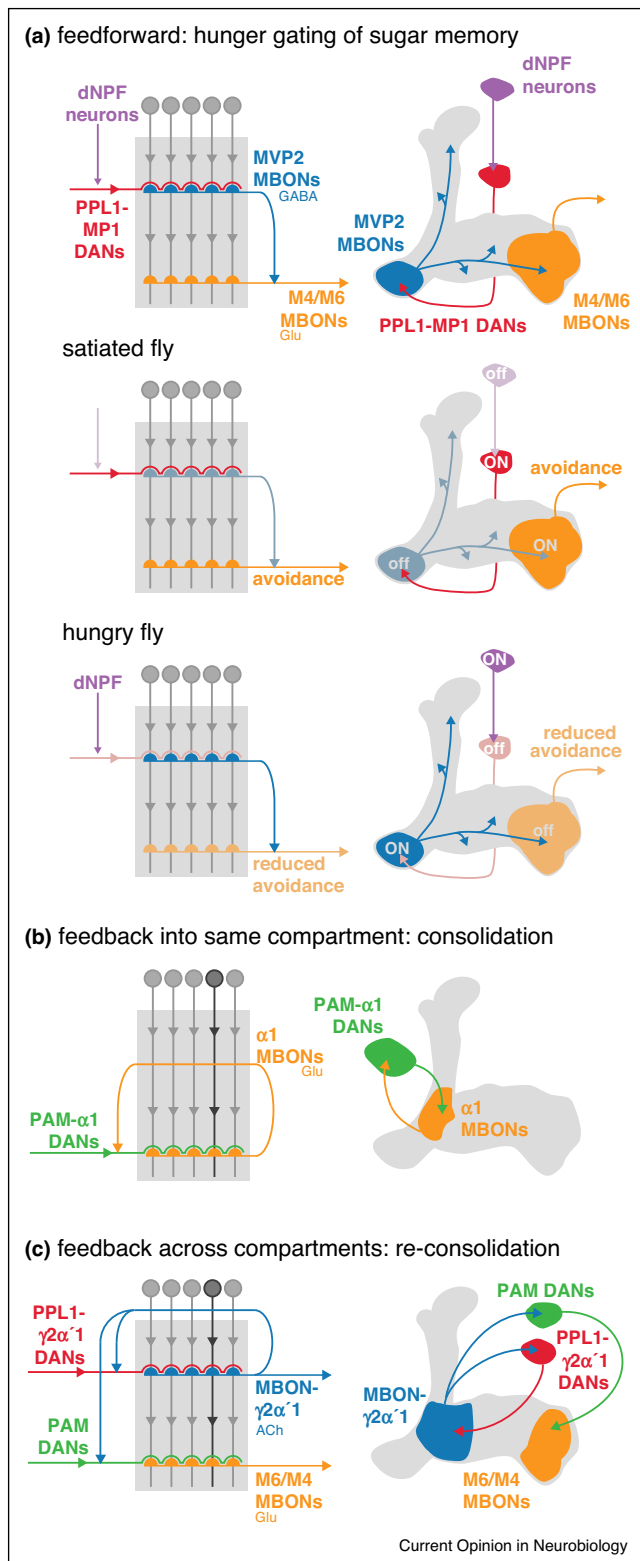 (a) feedforward: hunger gating of sugar memory
dNPF
neurons
MVP2
MBONs
GABA
PPL1-
MP1
DANs
M4/M6
MBONs
Glu
dNPF
neurons
MVP2
MBONs
PPL1-MP1 DANs
M4/M6
MBONs
satiated fly
avoidance
off
ON
avoidance
off
ON
hungry fly
dNPF
reduced
avoidance
ON
off
reduced
avoidance
ON
off
(b) feedback into same compartment: consolidation
α1
MBONs
Glu
PAM-α1
DANs
PAM-α1
DANs
α1
MBONs
(c) feedback across compartments: re-consolidation
PPL1-
γ2α´1
DANs
MBON-
γ2α´1
ACh
PAM
DANs
M6/M4
MBONs
Glu
PAM DANs
PPL1-
γ2α´1
DANs
MBON-
γ2α´1
M6/M4
MBONs
Current Opinion in Neurobiology